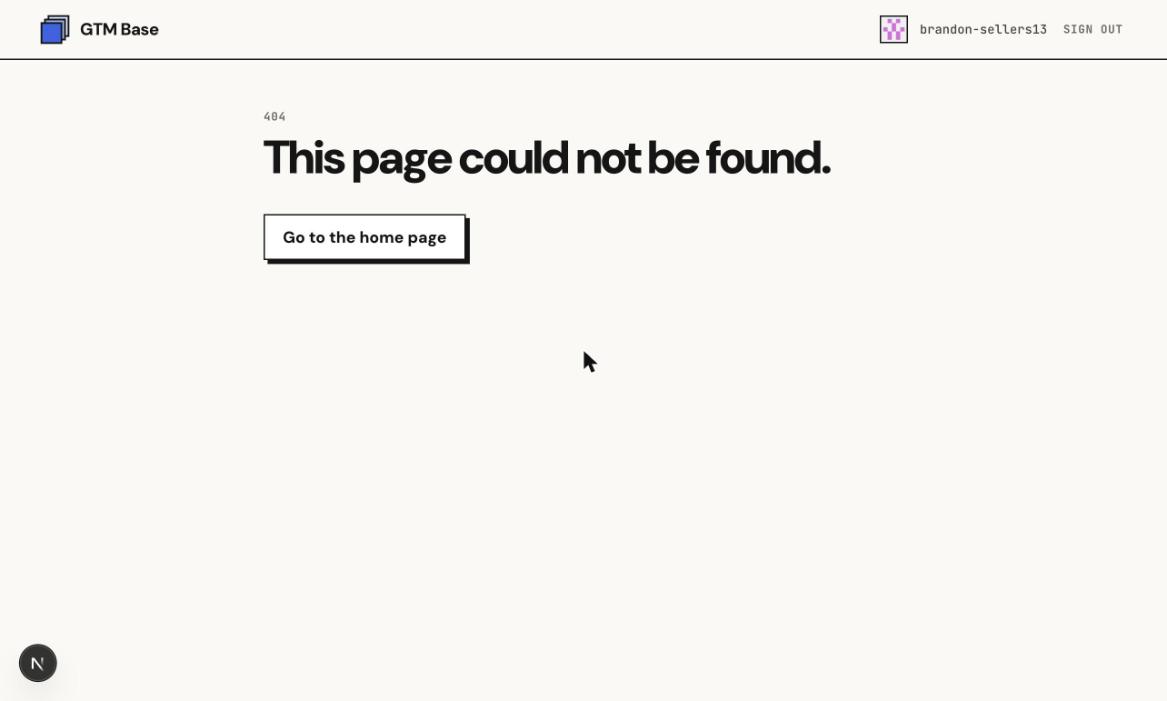 GTM Base
brandon-sellers13
SIGN OUT
404
This page could not be found.
Go to the home page
N